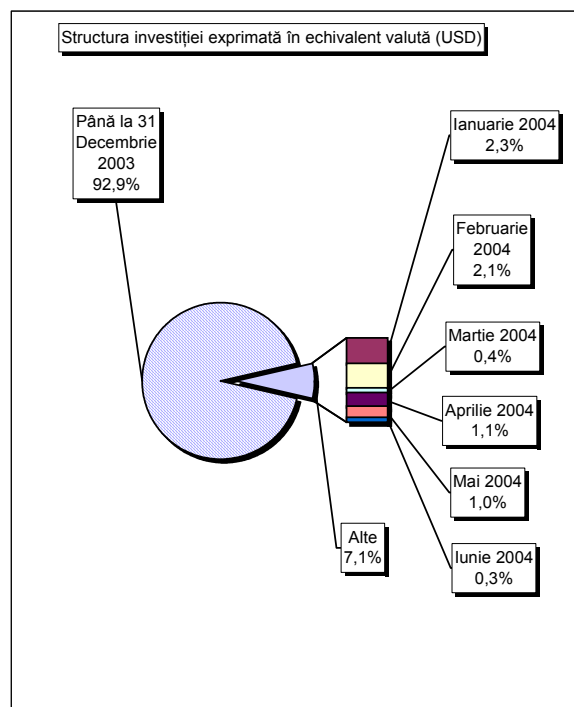 Structura investiției exprimată în echivalent valută (USD)
Până la 31
Decembrie
2003
92,9%
Ianuarie 2004
2,3%
Februarie
2004
2,1%
Martie 2004
0,4%
Aprilie 2004
1,1%
Mai 2004
1,0%
Alte
7,1%
Iunie 2004
0,3%